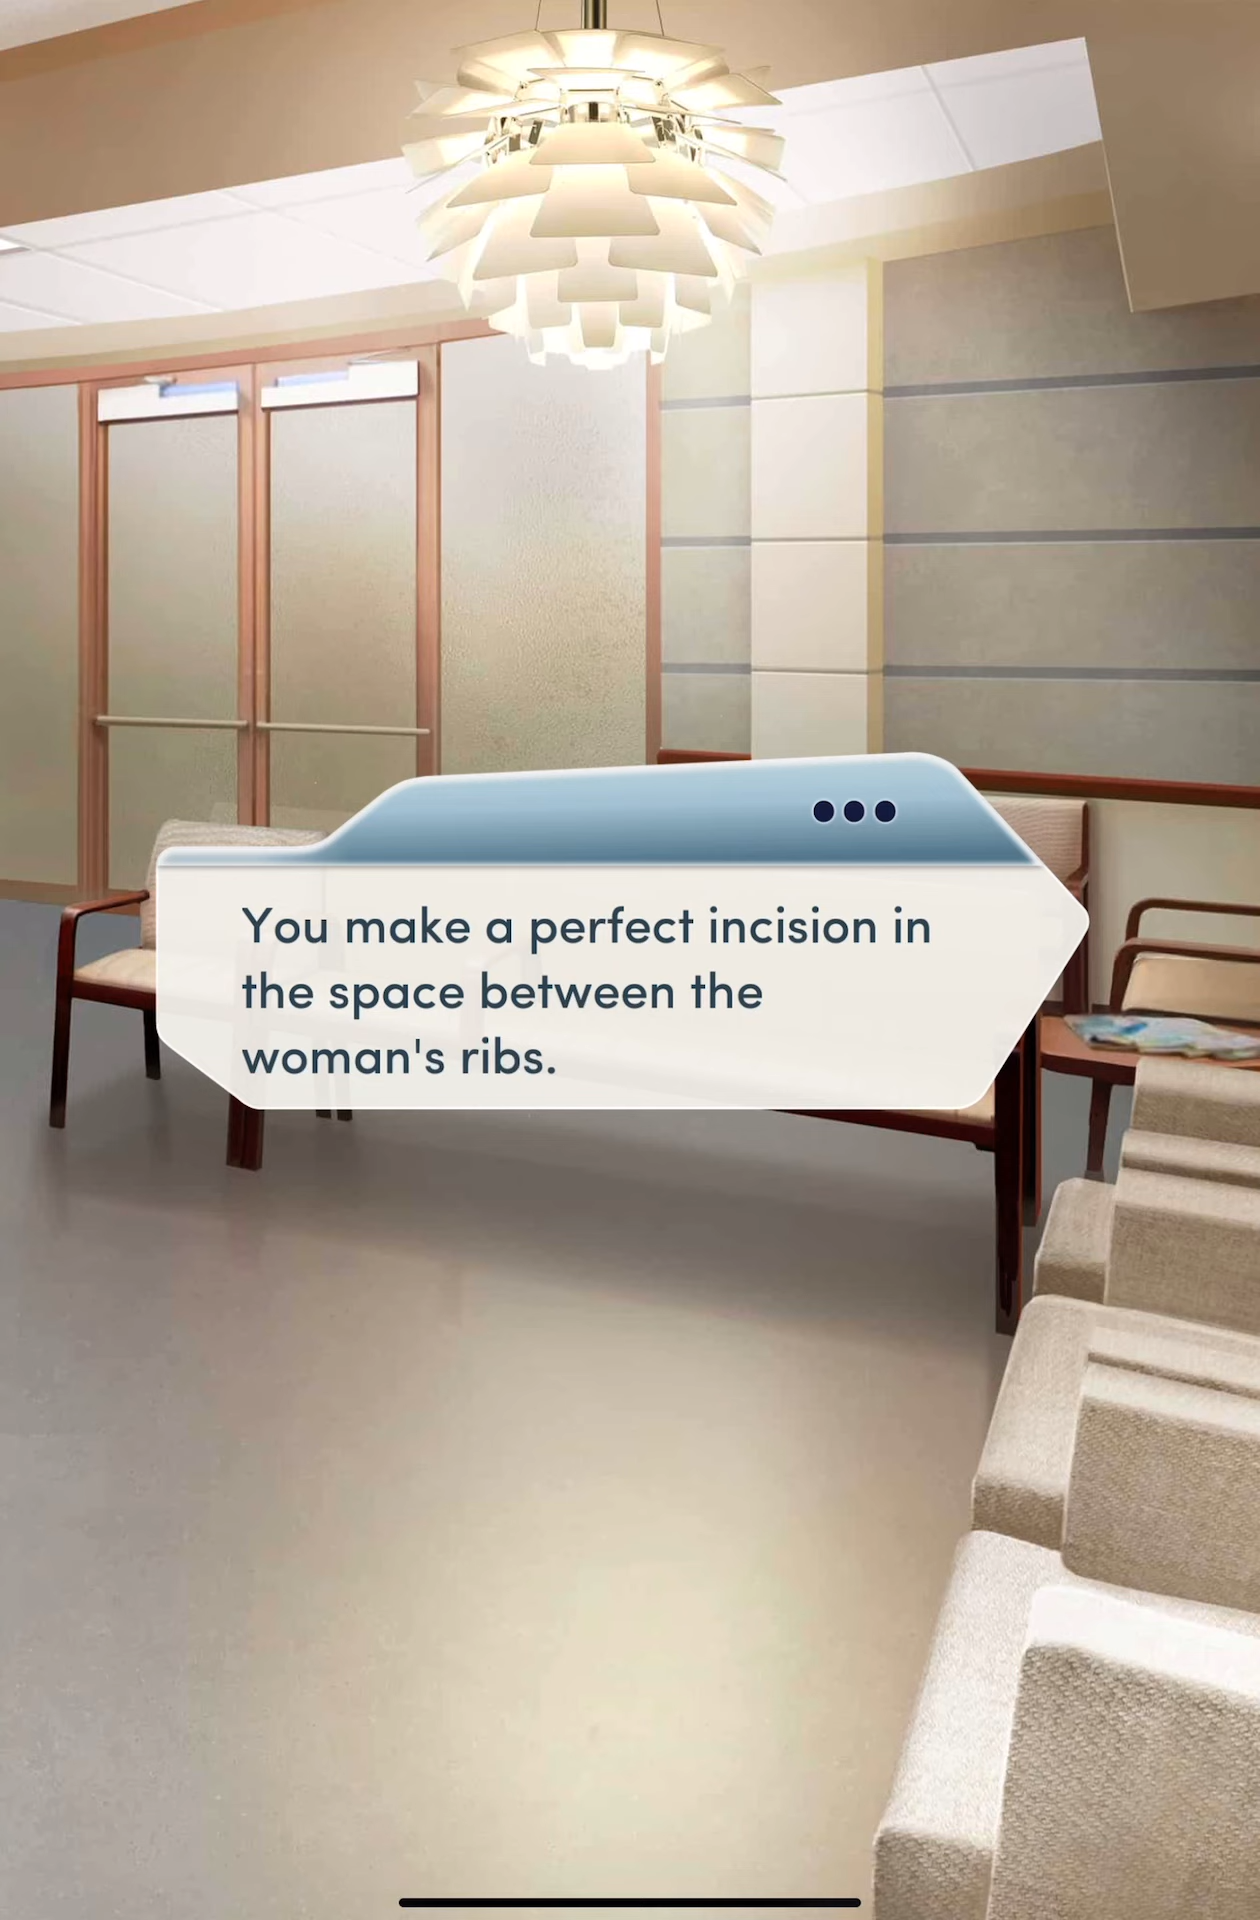 You make a perfect incision in
the space between the
woman's ribs.